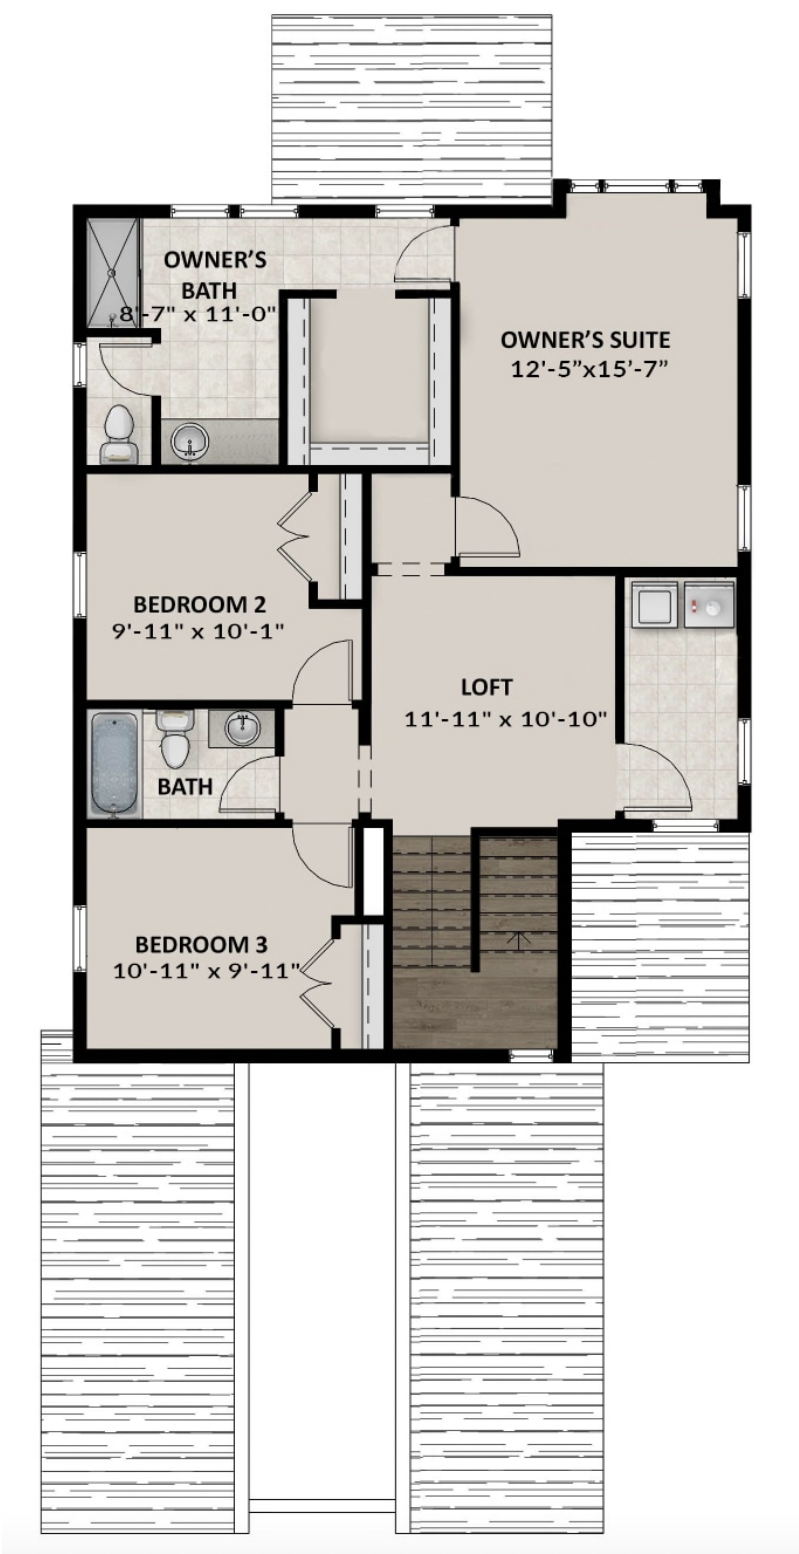 OWNER'S
BATH
8'-7" x 11'-0"
OWNER'S SUITE
12'-5”x15’-7”
BEDROOM 2
9'-11" x 10'-1"
LOFT
11'-11" x 10'-10"
BATH
BEDROOM 3
10'-11" x 9'-11"